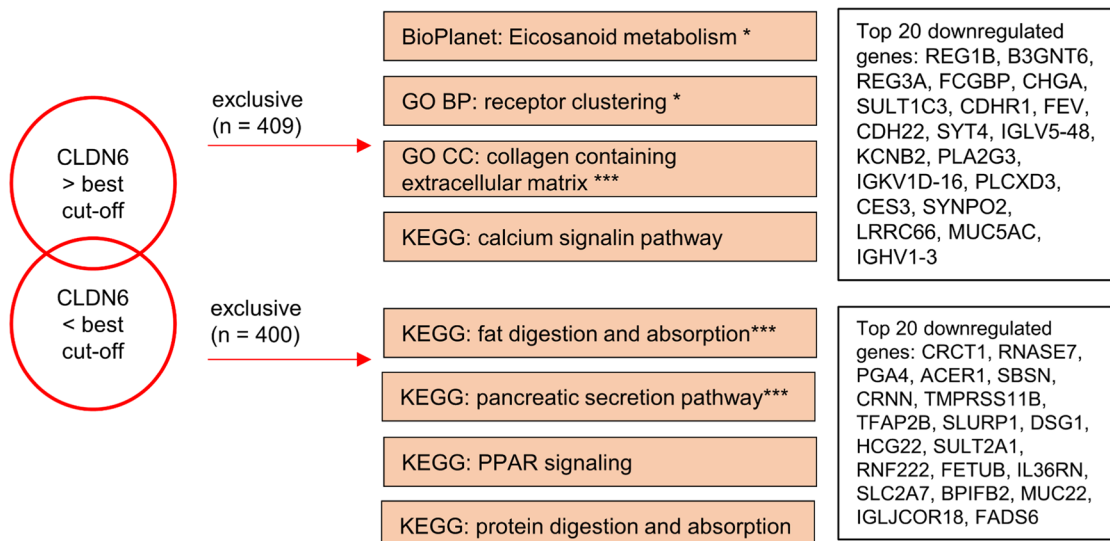 CLDN6
> best
cut-off
exclusive
(n = 409)
BioPlanet: Eicosanoid metabolism *
GO BP: receptor clustering *
GO CC: collagen containing
extracellular matrix ***
KEGG: calcium signalin pathway
Top 20 downregulated
genes: REG1B, B3GNT6,
REG3A, FCGBP, CHGA,
SULT1C3, CDHR1, FEV,
CDH22, SYT4, IGLV5-48,
KCNB2, PLA2G3,
IGKV1D-16, PLCXD3,
CES3, SYNPO2,
LRRC66, MUC5AC,
IGHV1-3
CLDN6
< best
cut-off
exclusive
(n = 400)
KEGG: fat digestion and absorption***
KEGG: pancreatic secretion pathway***
KEGG: PPAR signaling
KEGG: protein digestion and absorption
Top 20 downregulated
genes: CRCT1, RNASE7,
PGA4, ACER1, SBSN,
CRNN, TMPRSS11B,
TFAP2B, SLURP1, DSG1,
HCG22, SULT2A1,
RNF222, FETUB, IL36RN,
SLC2A7, BPIFB2, MUC22,
IGLJCOR18, FADS6